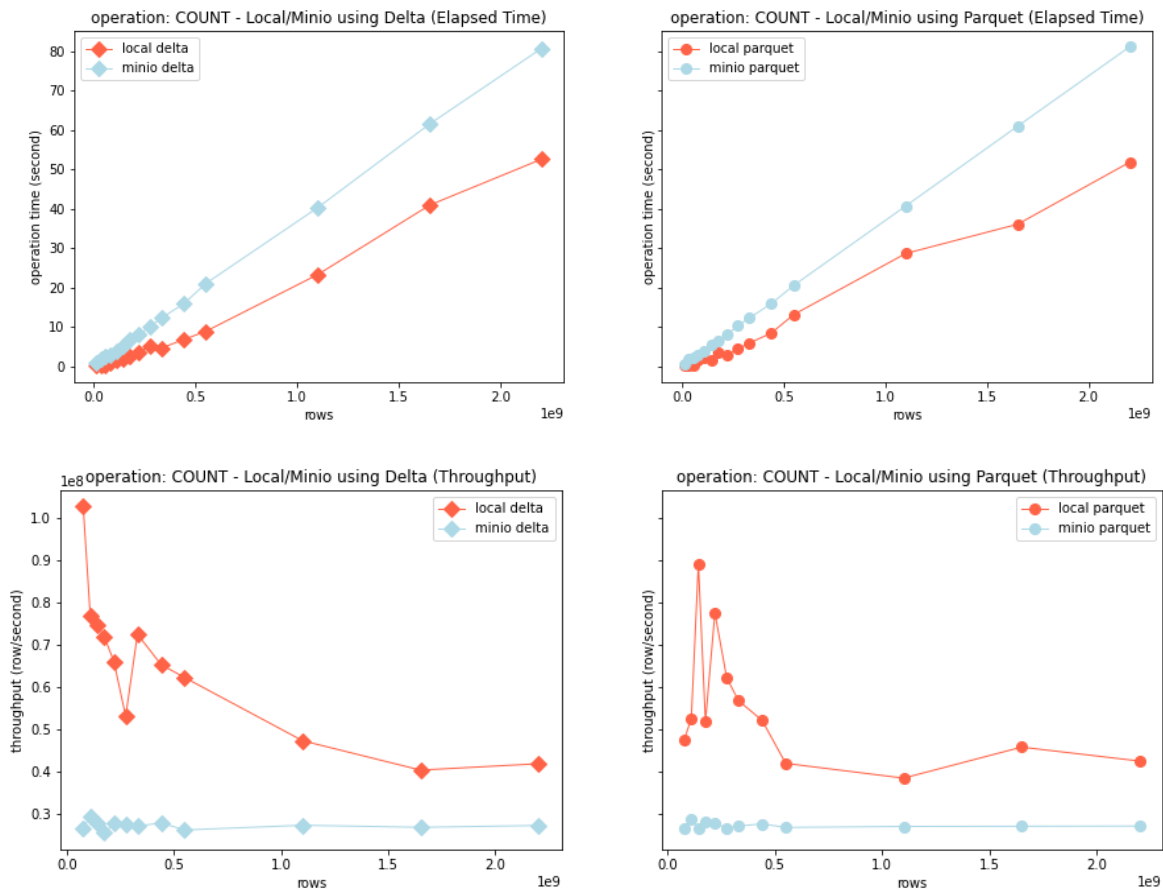 operation: COUNT - Local/Minio using Delta (Elapsed Time)
local delta
minio delta
80
70
60
50
40
30
20
10
0
operation time (second)
0.0 0.5 1.0 1.5 2.0
1e9
rows
operation: COUNT - Local/Minio using Parquet (Elapsed Time)
local parquet
minio parquet
operation time (second)
0.0 0.5 1.0 1.5 2.0
1e9
rows
1e8
operation: COUNT - Local/Minio using Delta (Throughput)
local delta
minio delta
1.0
0.9
0.8
0.7
0.6
0.5
0.4
0.3
throughput (row/second)
0.0 0.5 1.0 1.5 2.0
1e9
rows
operation: COUNT - Local/Minio using Parquet (Throughput)
local parquet
minio parquet
throughput (row/second)
0.0 0.5 1.0 1.5 2.0
1e9
rows